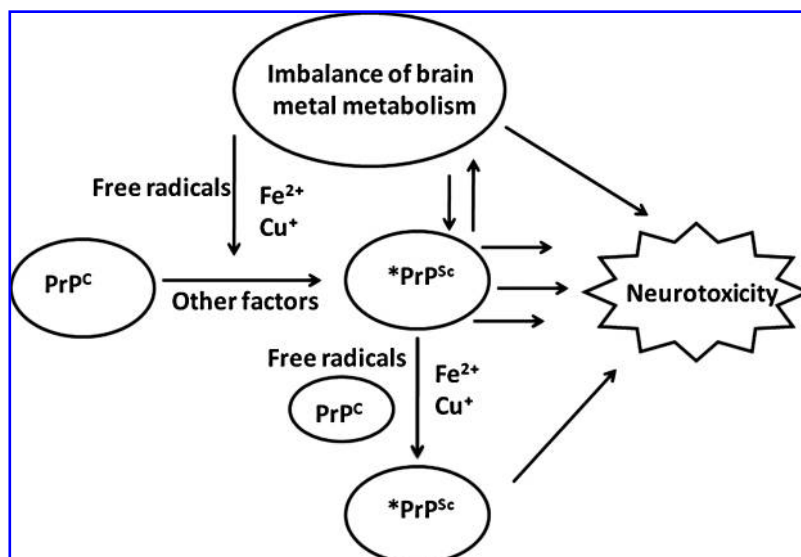 Imbalance of brain
metal metabolism
Free radicals
Fe²⁺
Cu⁺
PrPᶜ
Other factors
*PrPˢᶜ
Neurotoxicity
Free radicals
PrPᶜ
Fe²⁺
Cu⁺
*PrPˢᶜ